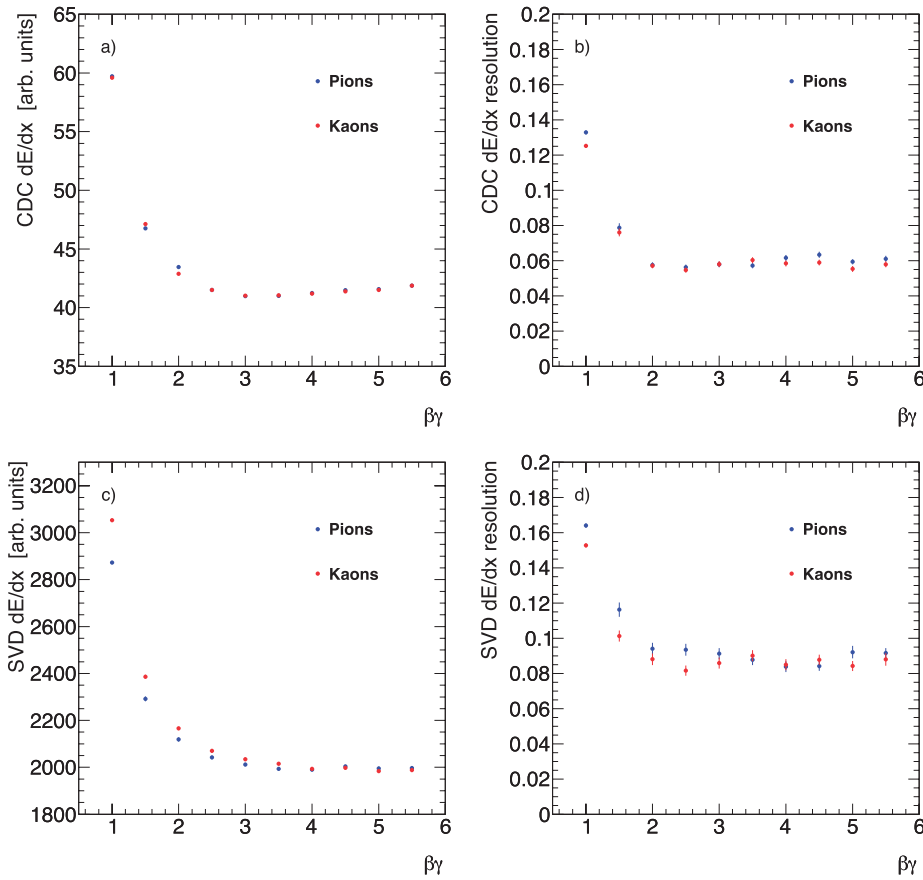 a)
CDC dE/dx [arb. units]
65
60
55
50
45
40
35
Pions
Kaons
1 2 3 4 5 6
βγ
b)
CDC dE/dx resolution
0.2
0.18
0.16
0.14
0.12
0.1
0.08
0.06
0.04
0.02
0
Pions
Kaons
1 2 3 4 5 6
βγ
c)
SVD dE/dx [arb. units]
3200
3000
2800
2600
2400
2200
2000
1800
Pions
Kaons
1 2 3 4 5 6
βγ
d)
SVD dE/dx resolution
0.2
0.18
0.16
0.14
0.12
0.1
0.08
0.06
0.04
0.02
0
Pions
Kaons
1 2 3 4 5 6
βγ